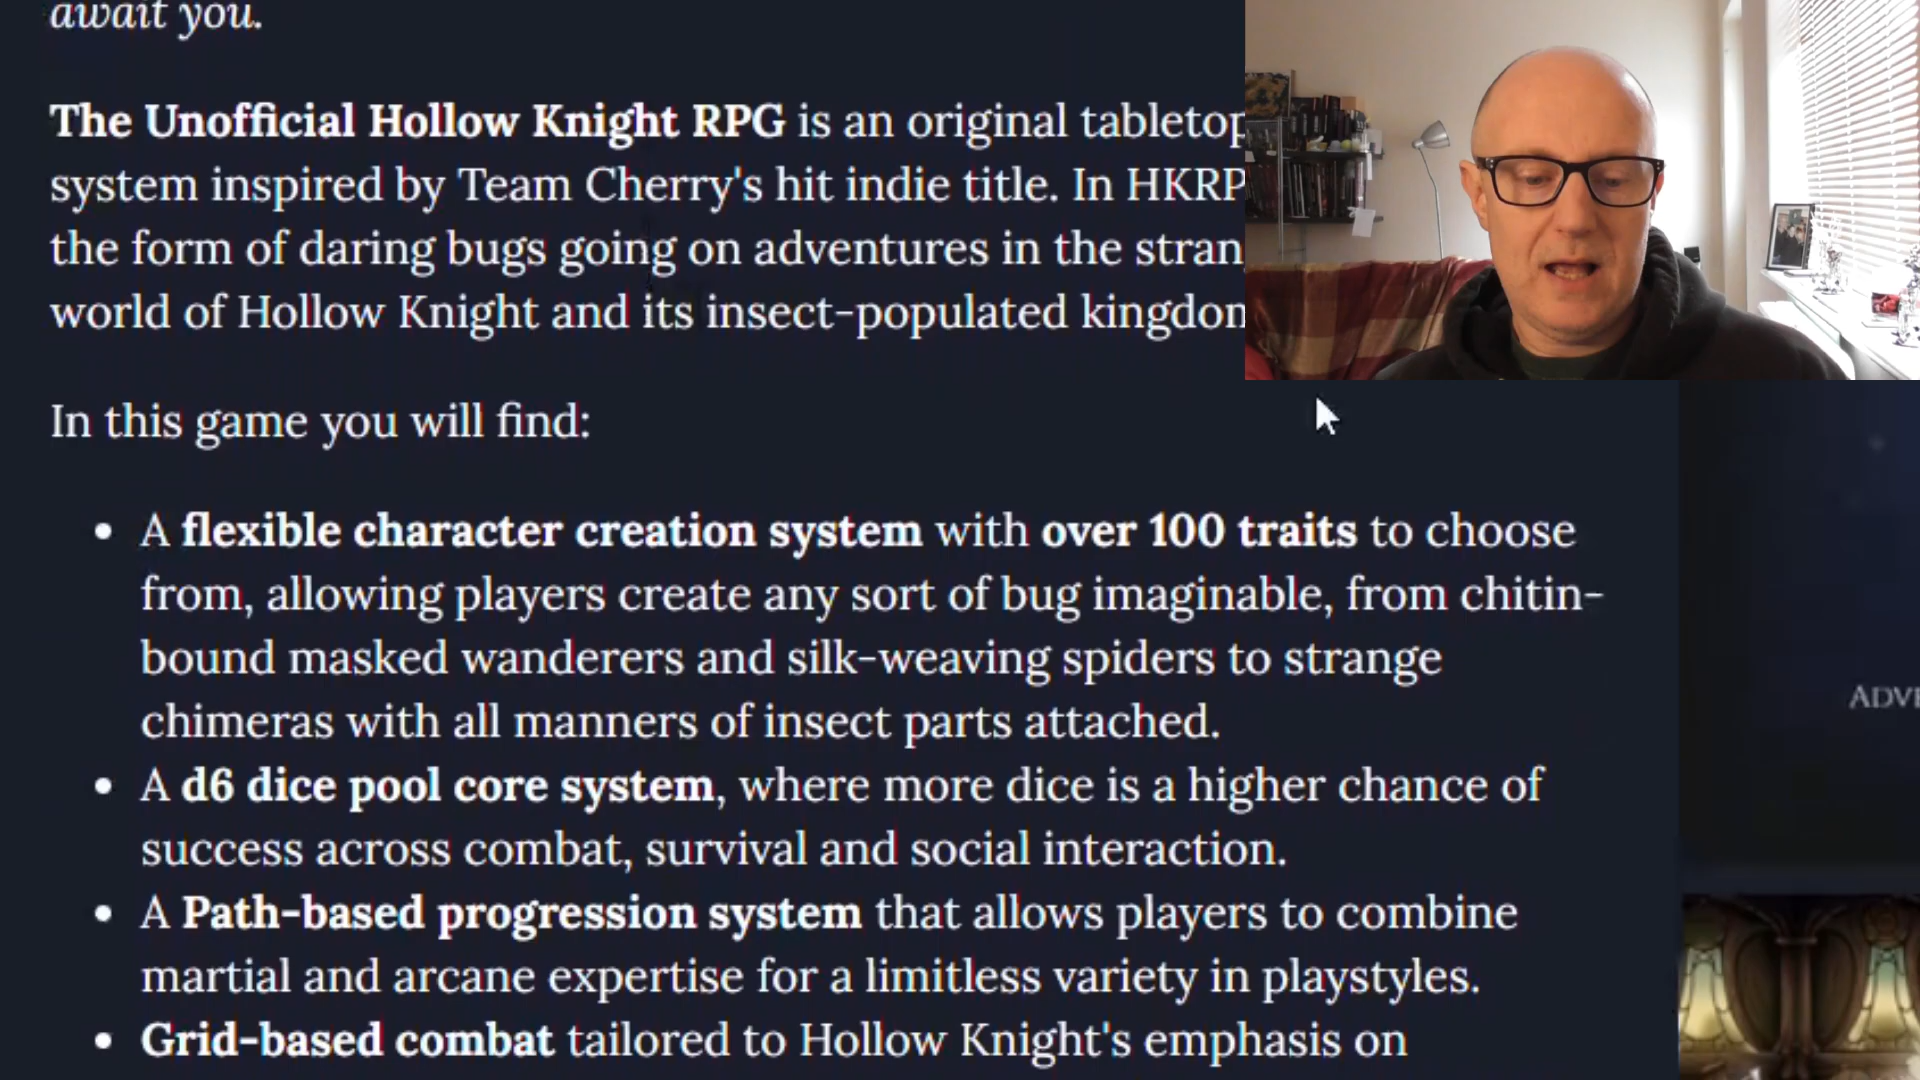 await you.
The Unofficial Hollow Knight RPG is an original tabletop
system inspired by Team Cherry's hit indie title. In HKRP
the form of daring bugs going on adventures in the stran
world of Hollow Knight and its insect-populated kingdom
In this game you will find:
• A flexible character creation system with over 100 traits to choose
from, allowing players create any sort of bug imaginable, from chitin-
bound masked wanderers and silk-weaving spiders to strange
chimeras with all manners of insect parts attached.
• A d6 dice pool core system, where more dice is a higher chance of
success across combat, survival and social interaction.
ADVE
• A Path-based progression system that allows players to combine
martial and arcane expertise for a limitless variety in playstyles.
• Grid-based combat tailored to Hollow Knight's emphasis on